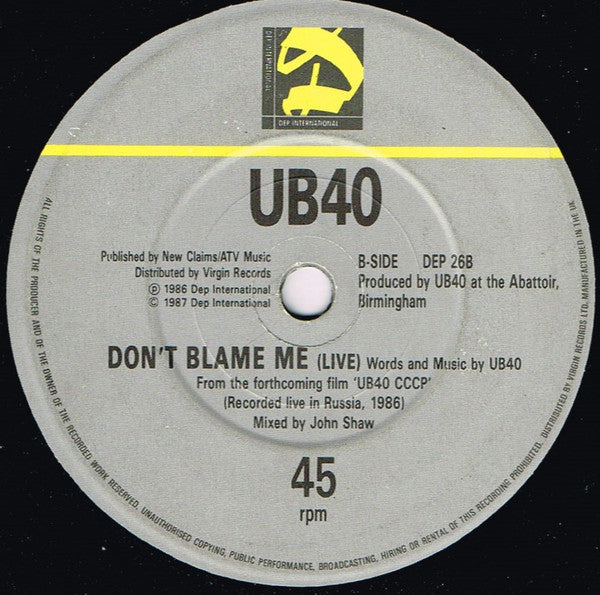 DEP INTERNATIONAL
DEP INTERNATIONAL
UB40
Published by New Claims/ATV Music
Distributed by Virgin Records
℗ 1986 Dep International
© 1987 Dep International
B-SIDE DEP 26B
Produced by UB40 at the Abattoir,
Birmingham
DON'T BLAME ME (LIVE) Words and Music by UB40
From the forthcoming film 'UB40 CCCP'
(Recorded live in Russia, 1986)
Mixed by John Shaw
45
rpm
ALL RIGHTS OF THE PRODUCER AND OF THE OWNER OF THE RECORDED WORK RESERVED. UNAUTHORISED COPYING, PUBLIC PERFORMANCE, BROADCASTING, HIRING OR RENTAL OF THIS RECORDING PROHIBITED. DISTRIBUTED BY VIRGIN RECORDS LTD. MANUFACTURED IN THE UK.